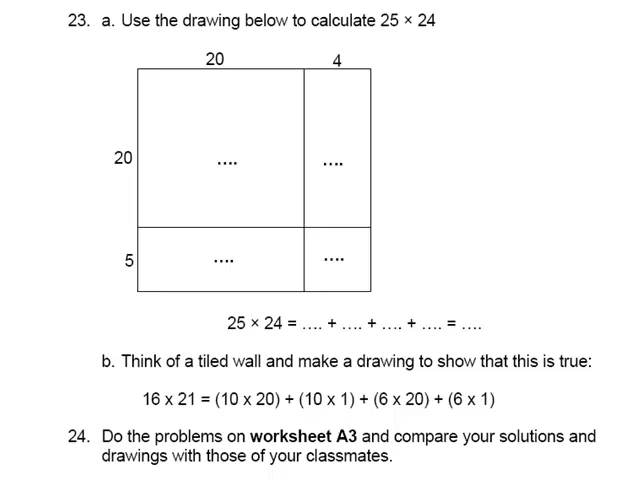 23. a. Use the drawing below to calculate 25 × 24
20 4
20 .... ....
5 .... ....
25 × 24 = .... + .... + .... + .... = ....
b. Think of a tiled wall and make a drawing to show that this is true:
16 x 21 = (10 x 20) + (10 x 1) + (6 x 20) + (6 x 1)
24. Do the problems on worksheet A3 and compare your solutions and
drawings with those of your classmates.